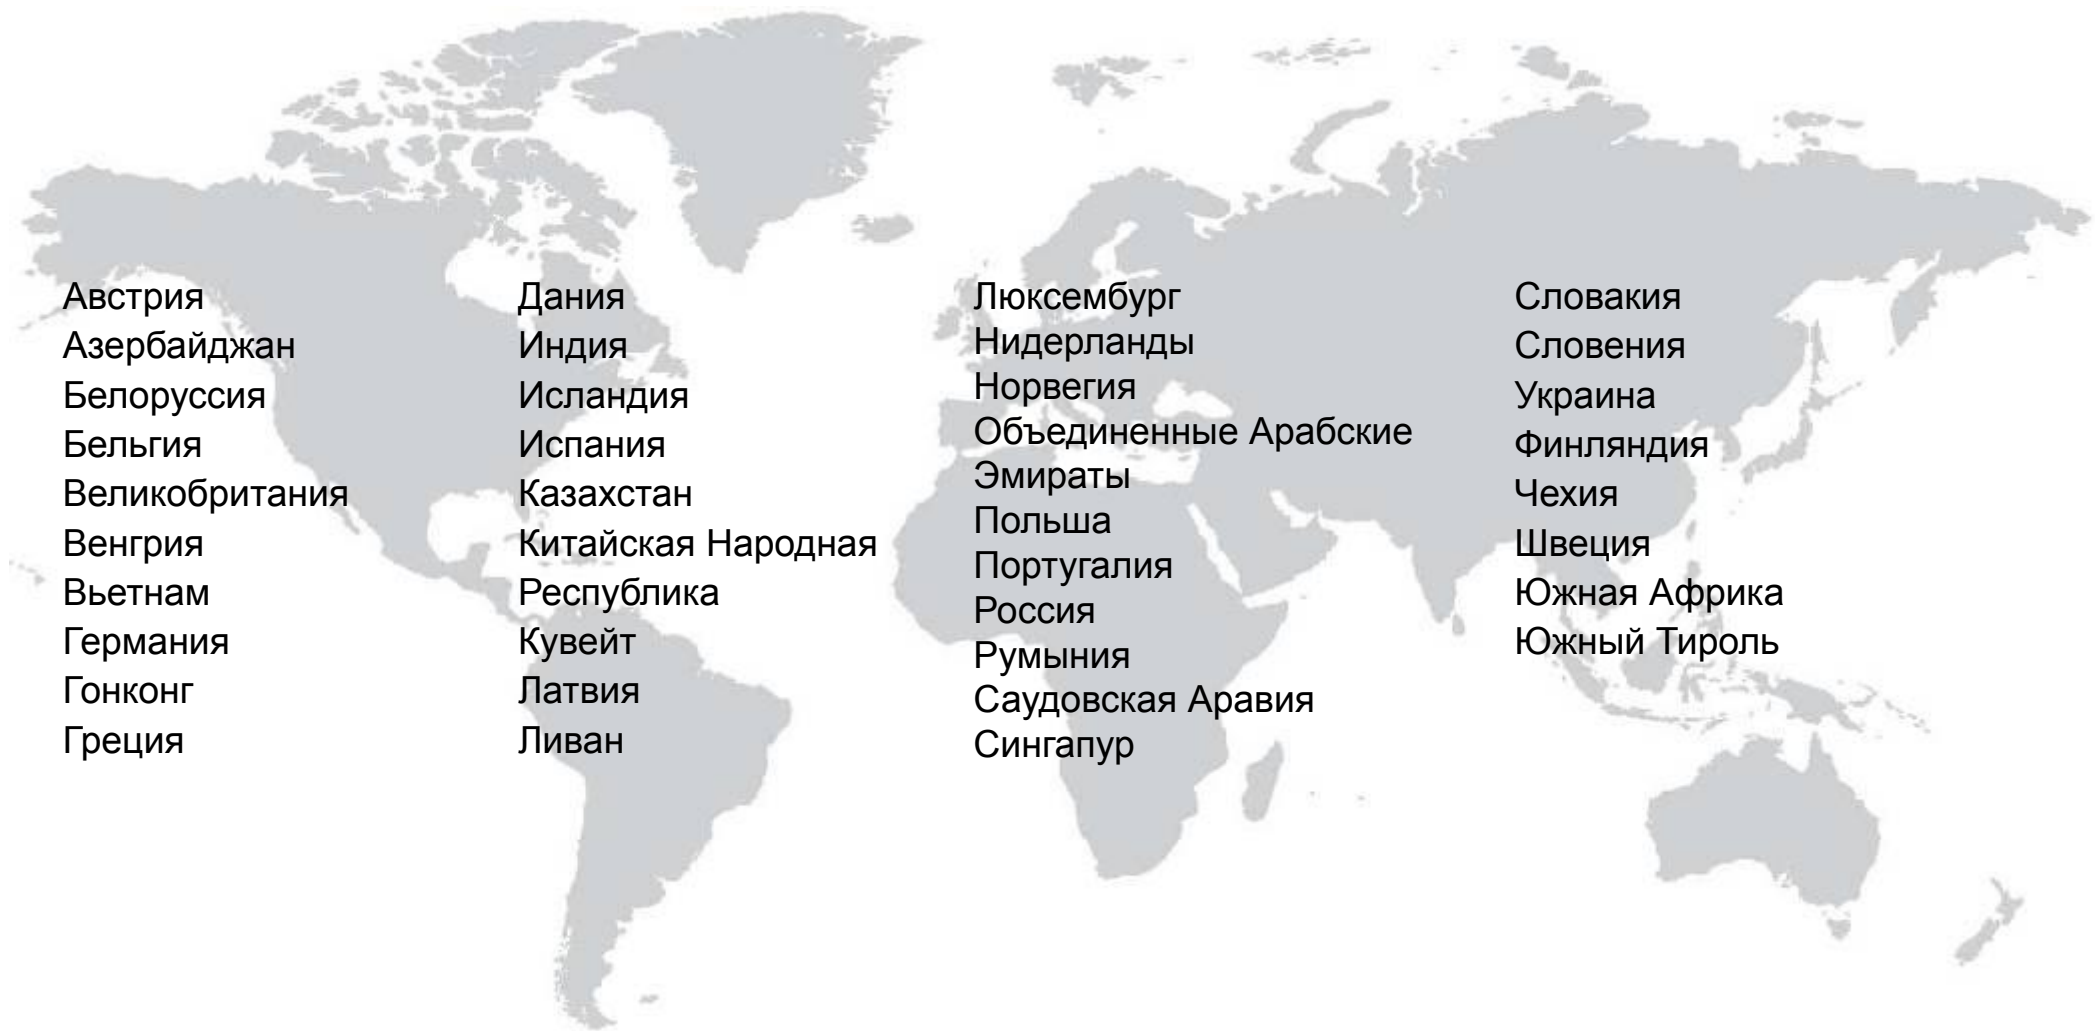 Австрия
Азербайджан
Белоруссия
Бельгия
Великобритания
Венгрия
Вьетнам
Германия
Гонконг
Греция
Дания
Индия
Исландия
Испания
Казахстан
Китайская Народная
Республика
Кувейт
Латвия
Ливан
Люксембург
Нидерланды
Норвегия
Объединенные Арабские
Эмираты
Польша
Португалия
Россия
Румыния
Саудовская Аравия
Сингапур
Словакия
Словения
Украина
Финляндия
Чехия
Швеция
Южная Африка
Южный Тироль